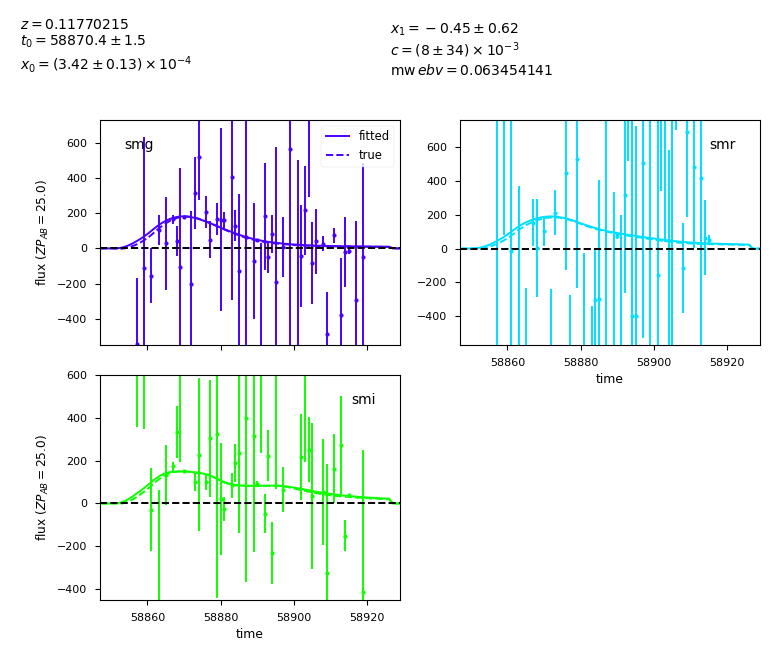 z = 0.11770215
t₀ = 58870.4 ± 1.5
x₀ = (3.42 ± 0.13) × 10⁻⁴
x₁ = −0.45 ± 0.62
c = (8 ± 34) × 10⁻³
mwebv = 0.063454141
smg
fitted
true
600
400
200
0
−200
−400
flux (ZP_AB = 25.0)
smr
600
400
200
0
−200
−400
58860 58880 58900 58920
time
smi
600
400
200
0
−200
−400
flux (ZP_AB = 25.0)
58860 58880 58900 58920
time